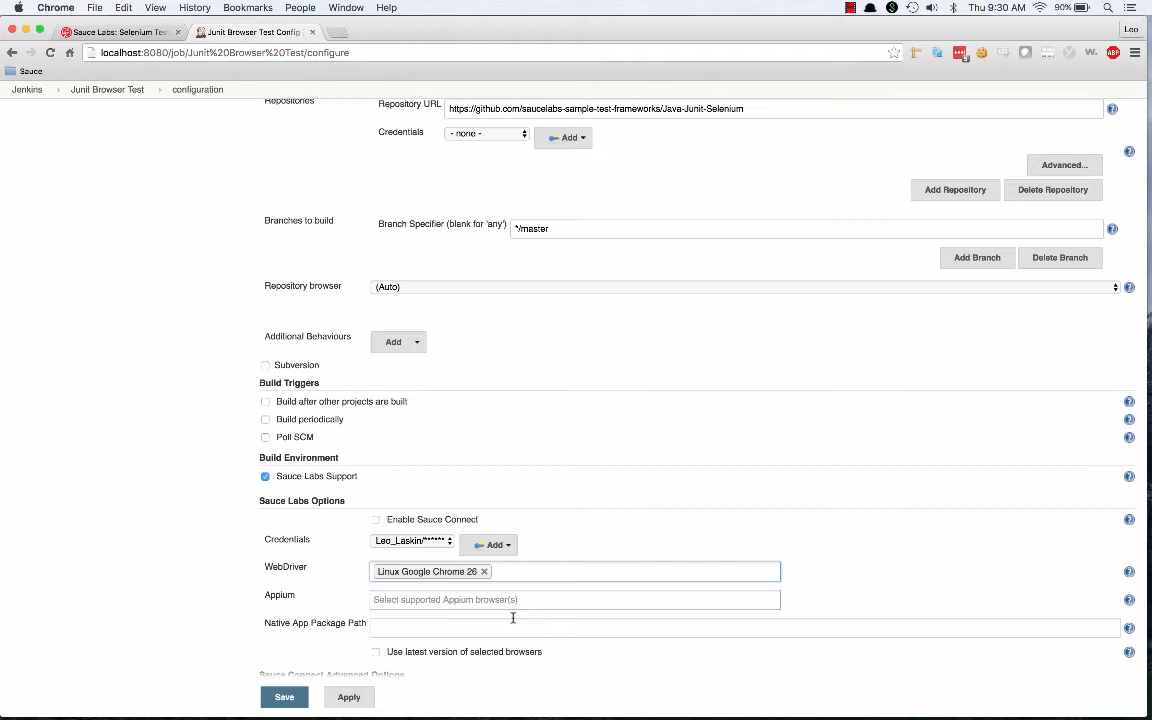 Chrome File Edit View History Bookmarks People Window Help Thu 9:30 AM 90%
Sauce Labs: Selenium Tes
Junit Browser Test Config
Leo
localhost:8080/job/Junit%20Browser%20Test/configure
W.
ABP
Sauce
Jenkins
Junit Browser Test
configuration
Repositories
Repository URL
https://github.com/saucelabs-sample-test-frameworks/Java-Junit-Selenium
Credentials
- none -
Add
Advanced...
Add Repository
Delete Repository
Branches to build
Branch Specifier (blank for 'any')
*/master
Add Branch
Delete Branch
Repository browser
(Auto)
Additional Behaviours
Add
Subversion
Build Triggers
Build after other projects are built
Build periodically
Poll SCM
Build Environment
Sauce Labs Support
Sauce Labs Options
Enable Sauce Connect
Credentials
Leo_Laskin/******
Add
WebDriver
Linux Google Chrome 26
Appium
Select supported Appium browser(s)
Native App Package Path
Use latest version of selected browsers
Sauce Connect Advanced Options
Save
Apply